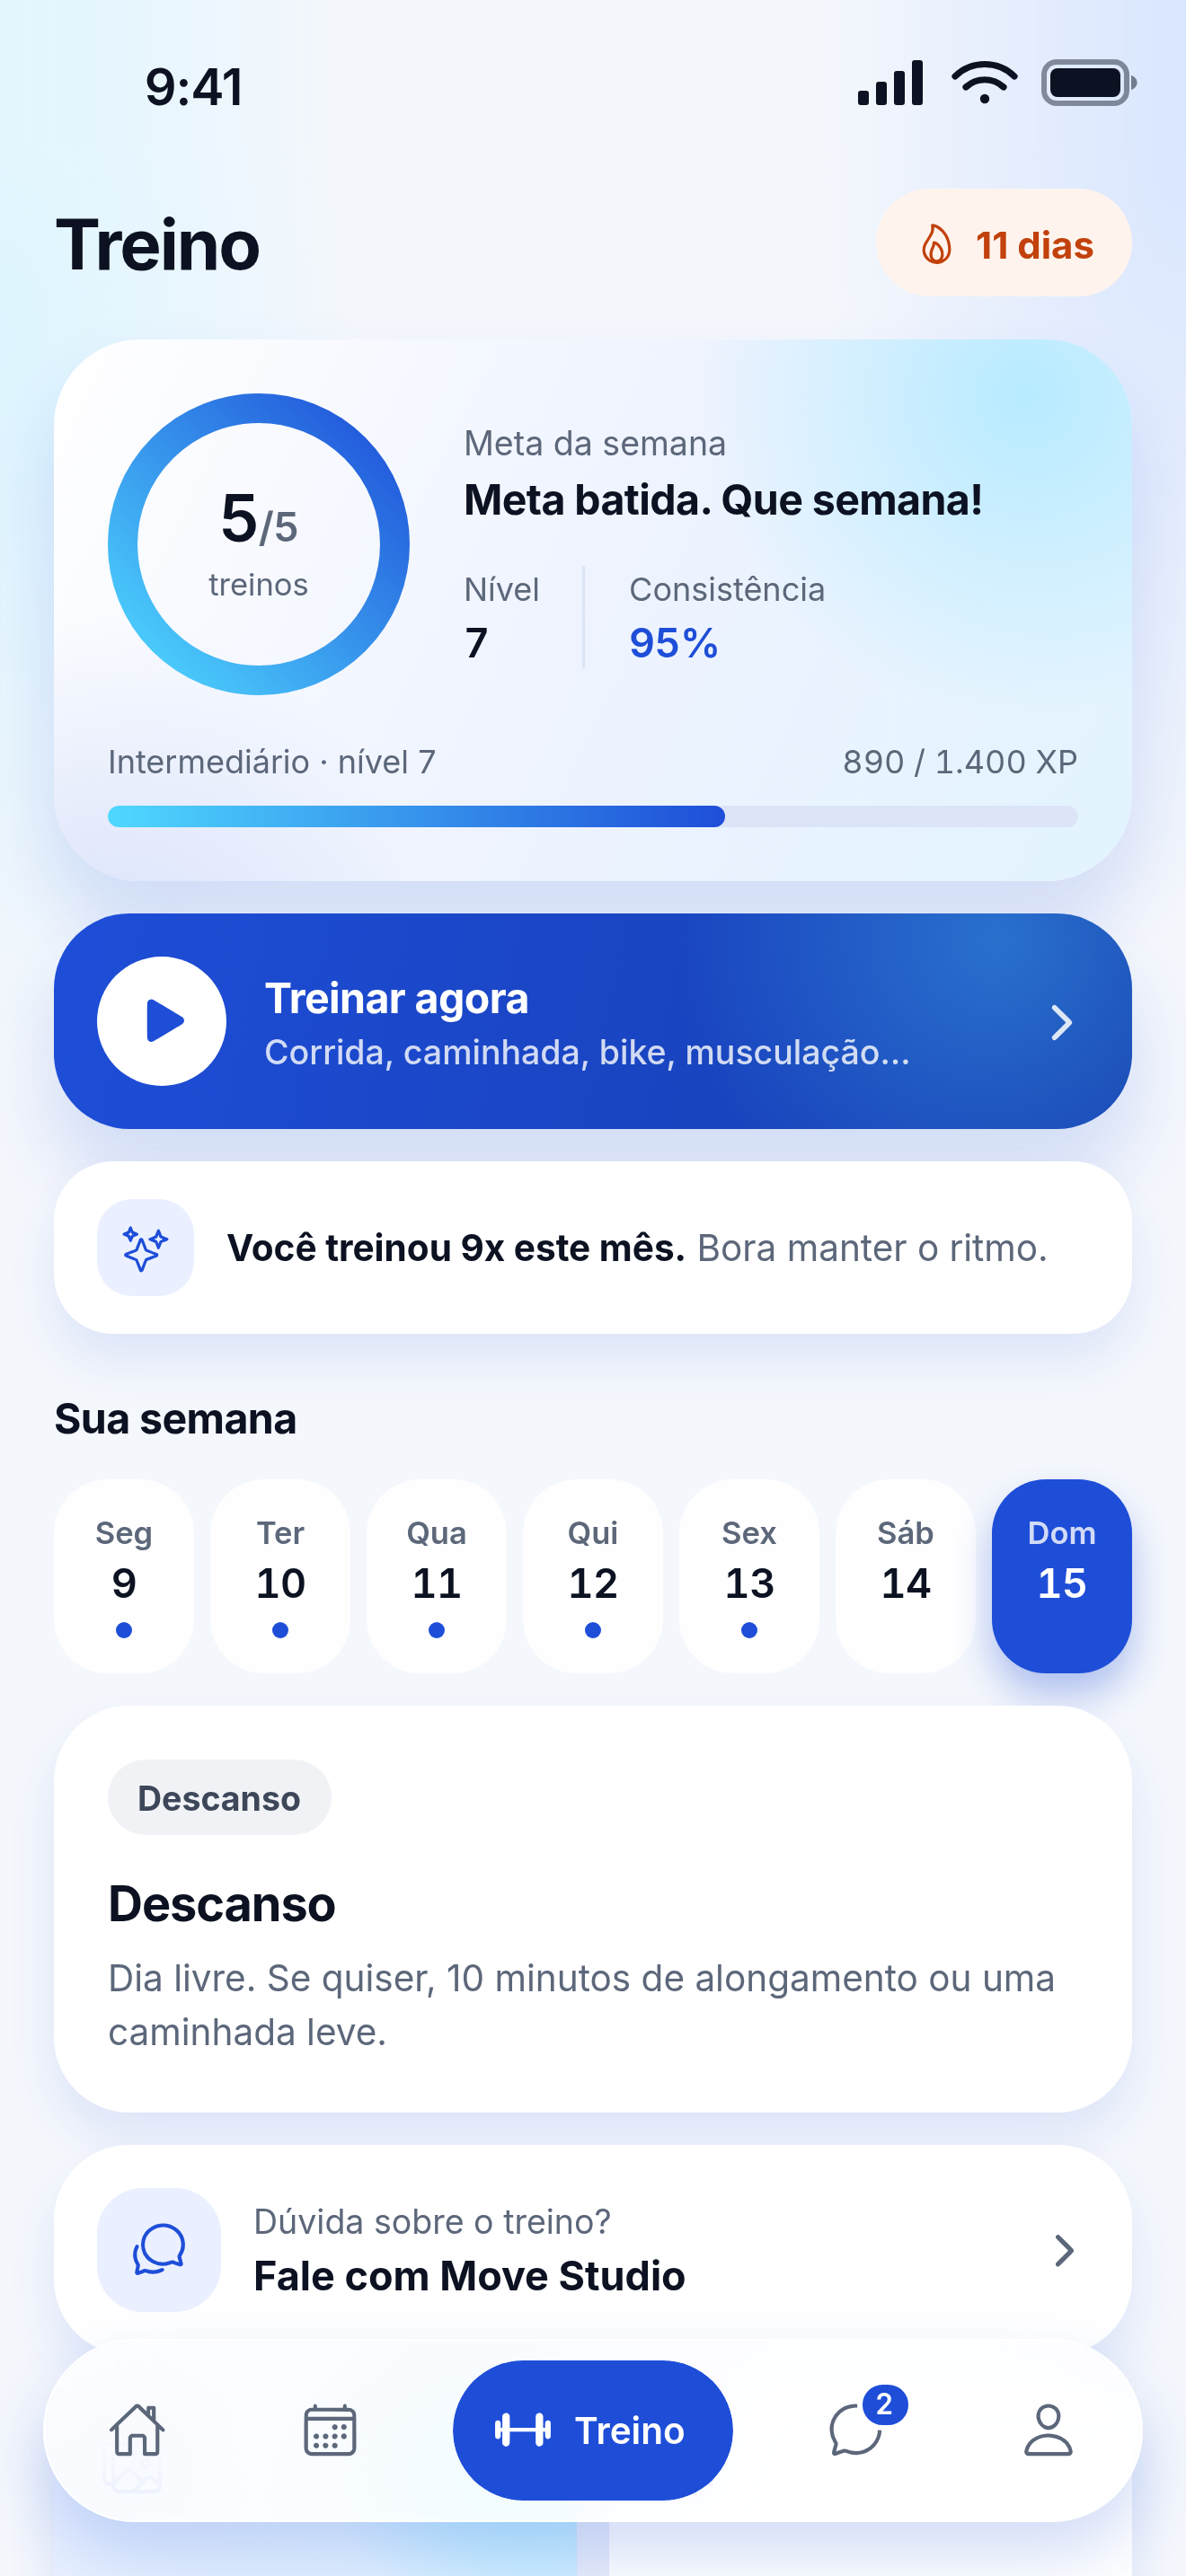 9:41
Treino
11 dias
5/5
treinos
Meta da semana
Meta batida. Que semana!
Nível
7
Consistência
95%
Intermediário · nível 7
890 / 1.400 XP
Treinar agora
Corrida, caminhada, bike, musculação...
Você treinou 9x este mês. Bora manter o ritmo.
Sua semana
Seg
9
Ter
10
Qua
11
Qui
12
Sex
13
Sáb
14
Dom
15
Descanso
Descanso
Dia livre. Se quiser, 10 minutos de alongamento ou uma
caminhada leve.
Dúvida sobre o treino?
Fale com Move Studio
Treino
2